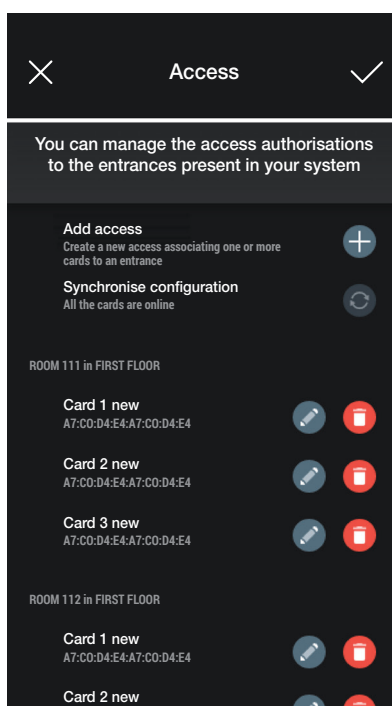 Access
You can manage the access authorisations
to the entrances present in your system
Add access
Create a new access associating one or more
cards to an entrance
Synchronise configuration
All the cards are online
ROOM 111 in FIRST FLOOR
Card 1 new
A7:C0:D4:E4:A7:C0:D4:E4
Card 2 new
A7:C0:D4:E4:A7:C0:D4:E4
Card 3 new
A7:C0:D4:E4:A7:C0:D4:E4
ROOM 112 in FIRST FLOOR
Card 1 new
A7:C0:D4:E4:A7:C0:D4:E4
Card 2 new